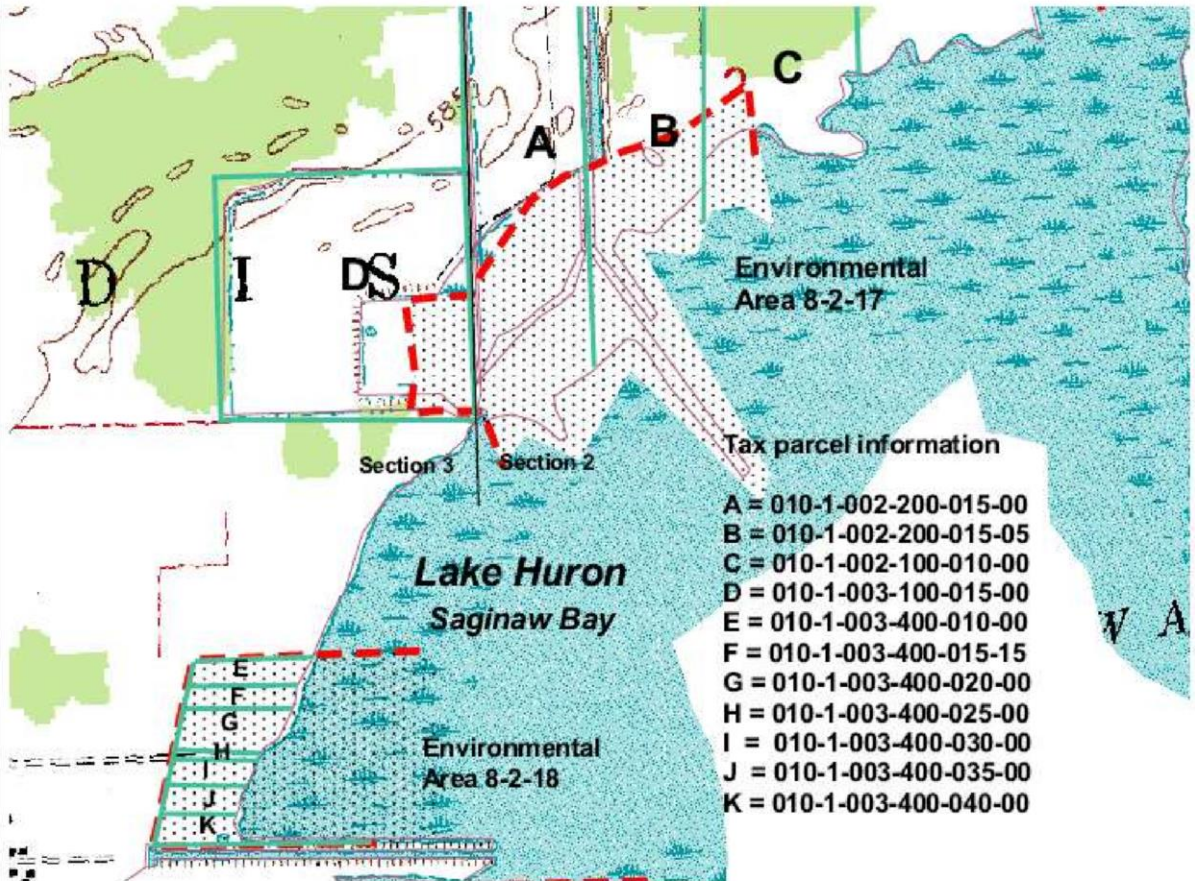 585
A
B
C
D
I
D
S
Environmental
Area 8-2-17
Section 3
Section 2
Tax parcel information
A = 010-1-002-200-015-00
B = 010-1-002-200-015-05
C = 010-1-002-100-010-00
D = 010-1-003-100-015-00
E = 010-1-003-400-010-00
F = 010-1-003-400-015-15
G = 010-1-003-400-020-00
H = 010-1-003-400-025-00
I = 010-1-003-400-030-00
J = 010-1-003-400-035-00
K = 010-1-003-400-040-00
Lake Huron
Saginaw Bay
W A
E
F
G
H
I
J
K
Environmental
Area 8-2-18